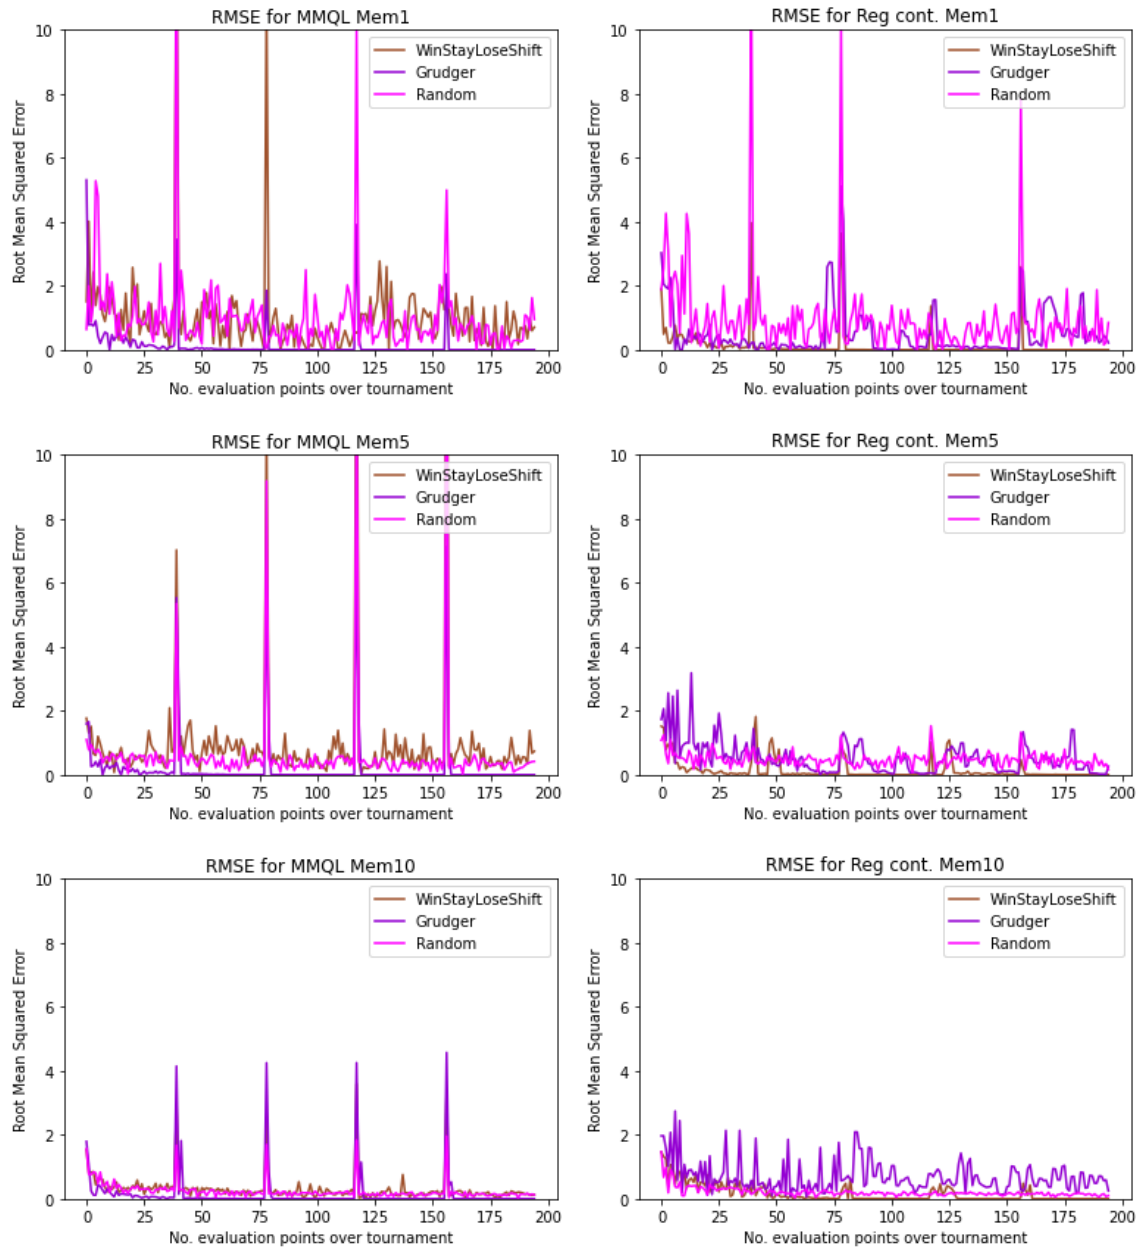 RMSE for MMQL Mem1
Root Mean Squared Error
10
8
6
4
2
0
WinStayLoseShift
Grudger
Random
0 25 50 75 100 125 150 175 200
No. evaluation points over tournament
RMSE for Reg cont. Mem1
Root Mean Squared Error
10
8
6
4
2
0
WinStayLoseShift
Grudger
Random
0 25 50 75 100 125 150 175 200
No. evaluation points over tournament
RMSE for MMQL Mem5
Root Mean Squared Error
10
8
6
4
2
0
WinStayLoseShift
Grudger
Random
0 25 50 75 100 125 150 175 200
No. evaluation points over tournament
RMSE for Reg cont. Mem5
Root Mean Squared Error
10
8
6
4
2
0
WinStayLoseShift
Grudger
Random
0 25 50 75 100 125 150 175 200
No. evaluation points over tournament
RMSE for MMQL Mem10
Root Mean Squared Error
10
8
6
4
2
0
WinStayLoseShift
Grudger
Random
0 25 50 75 100 125 150 175 200
No. evaluation points over tournament
RMSE for Reg cont. Mem10
Root Mean Squared Error
10
8
6
4
2
0
WinStayLoseShift
Grudger
Random
0 25 50 75 100 125 150 175 200
No. evaluation points over tournament